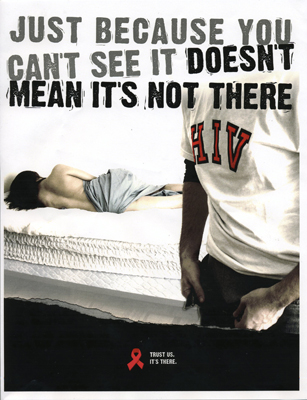 JUST BECAUSE YOU
CAN'T SEE IT DOESN'T
MEAN IT'S NOT THERE
HIV
TRUST US.
IT'S THERE.